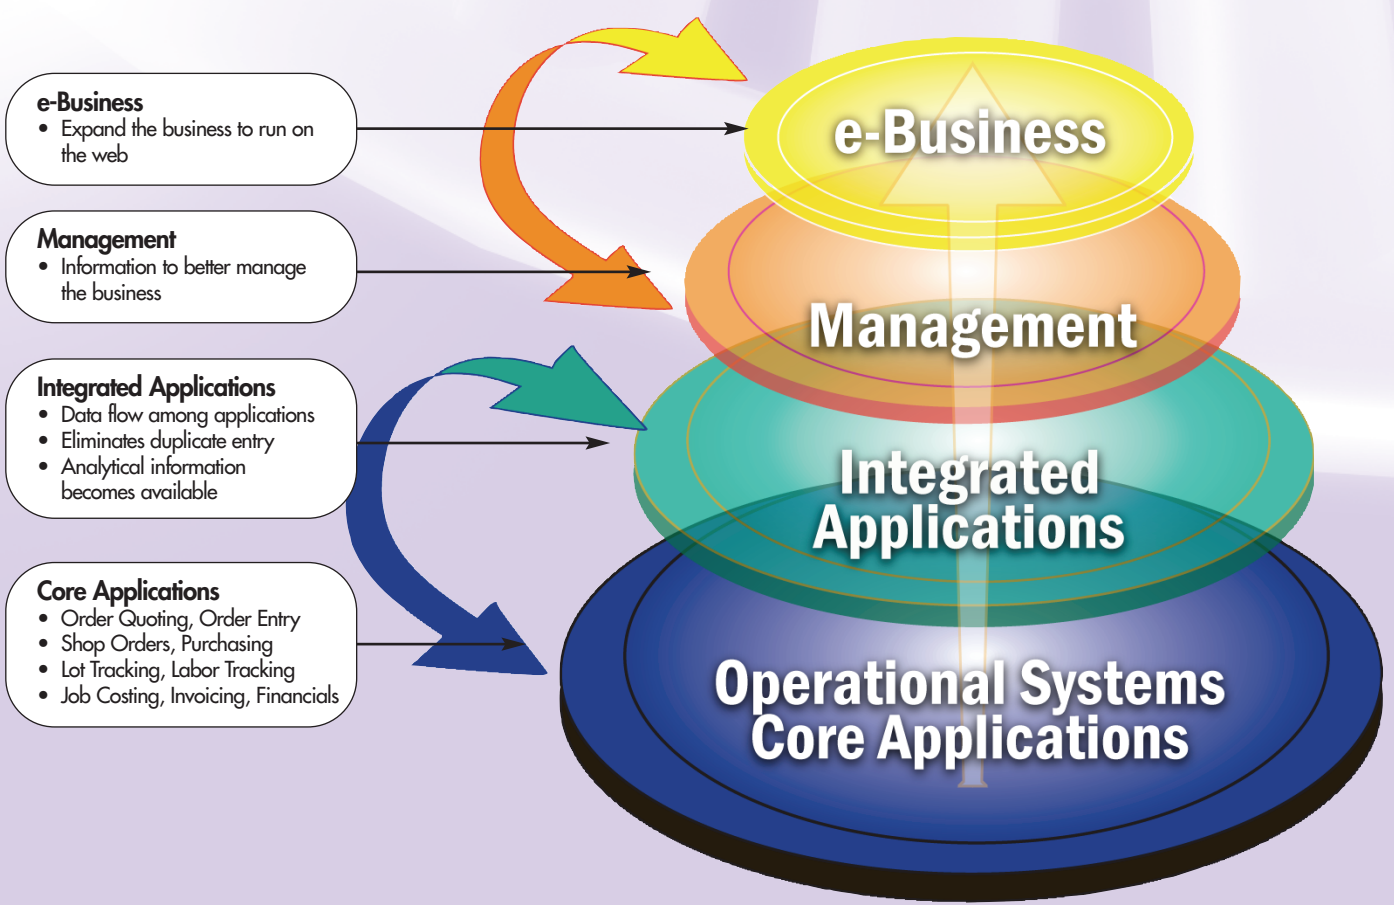 e-Business
• Expand the business to run on
the web
Management
• Information to better manage
the business
Integrated Applications
• Data flow among applications
• Eliminates duplicate entry
• Analytical information
becomes available
Core Applications
• Order Quoting, Order Entry
• Shop Orders, Purchasing
• Lot Tracking, Labor Tracking
• Job Costing, Invoicing, Financials
e-Business
Management
Integrated
Applications
Operational Systems
Core Applications